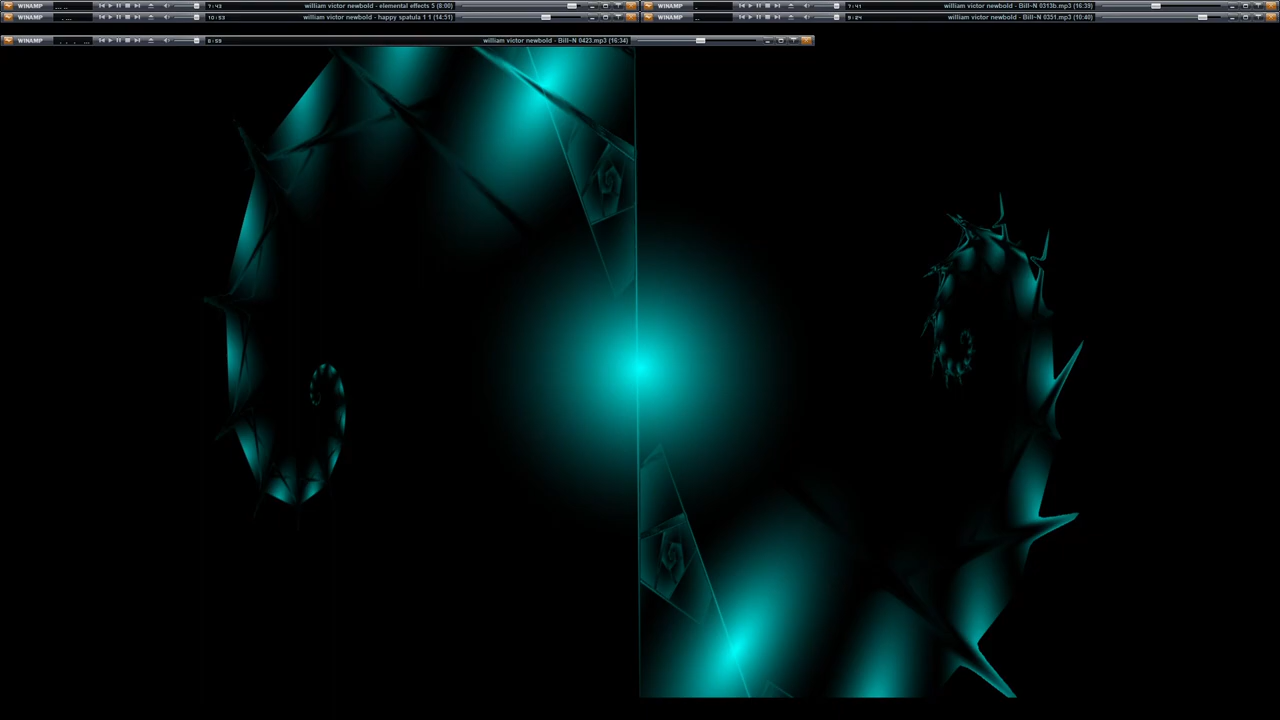 WINAMP 7:43 william victor newbold - elemental effects 5 (8:00)
WINAMP 7:41 william victor newbold - Bill-N 0313b.mp3 (16:39)
WINAMP 10:53 william victor newbold - happy spatula 1 1 (14:51)
WINAMP 9:24 william victor newbold - Bill-N 0351.mp3 (10:40)
WINAMP 8:59 william victor newbold - Bill-N 0423.mp3 (16:34)